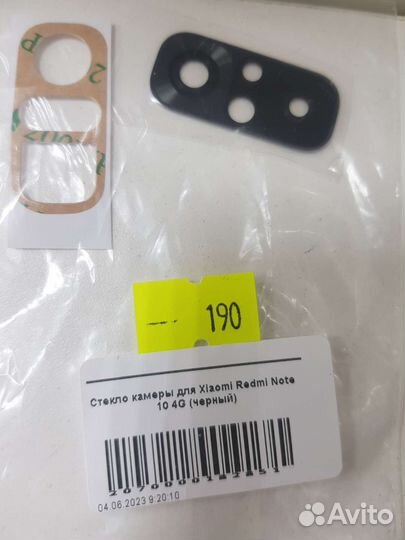 — 190
Стекло камеры для Xiaomi Redmi Note
10 4G (черный)
04.06.2023 9:20:10
Avito